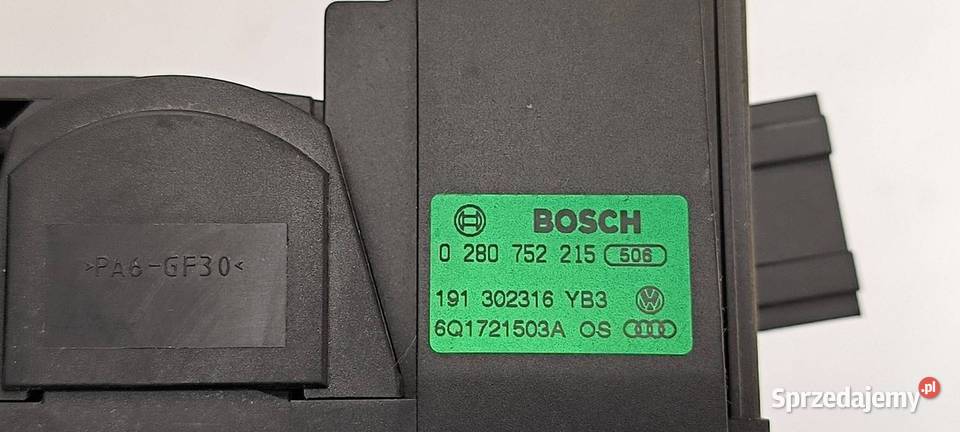 BOSCH
0 280 752 215 506
191 302316 YB3
6Q1721503A OS
>PA6-GF30<
Sprzedajemy.pl